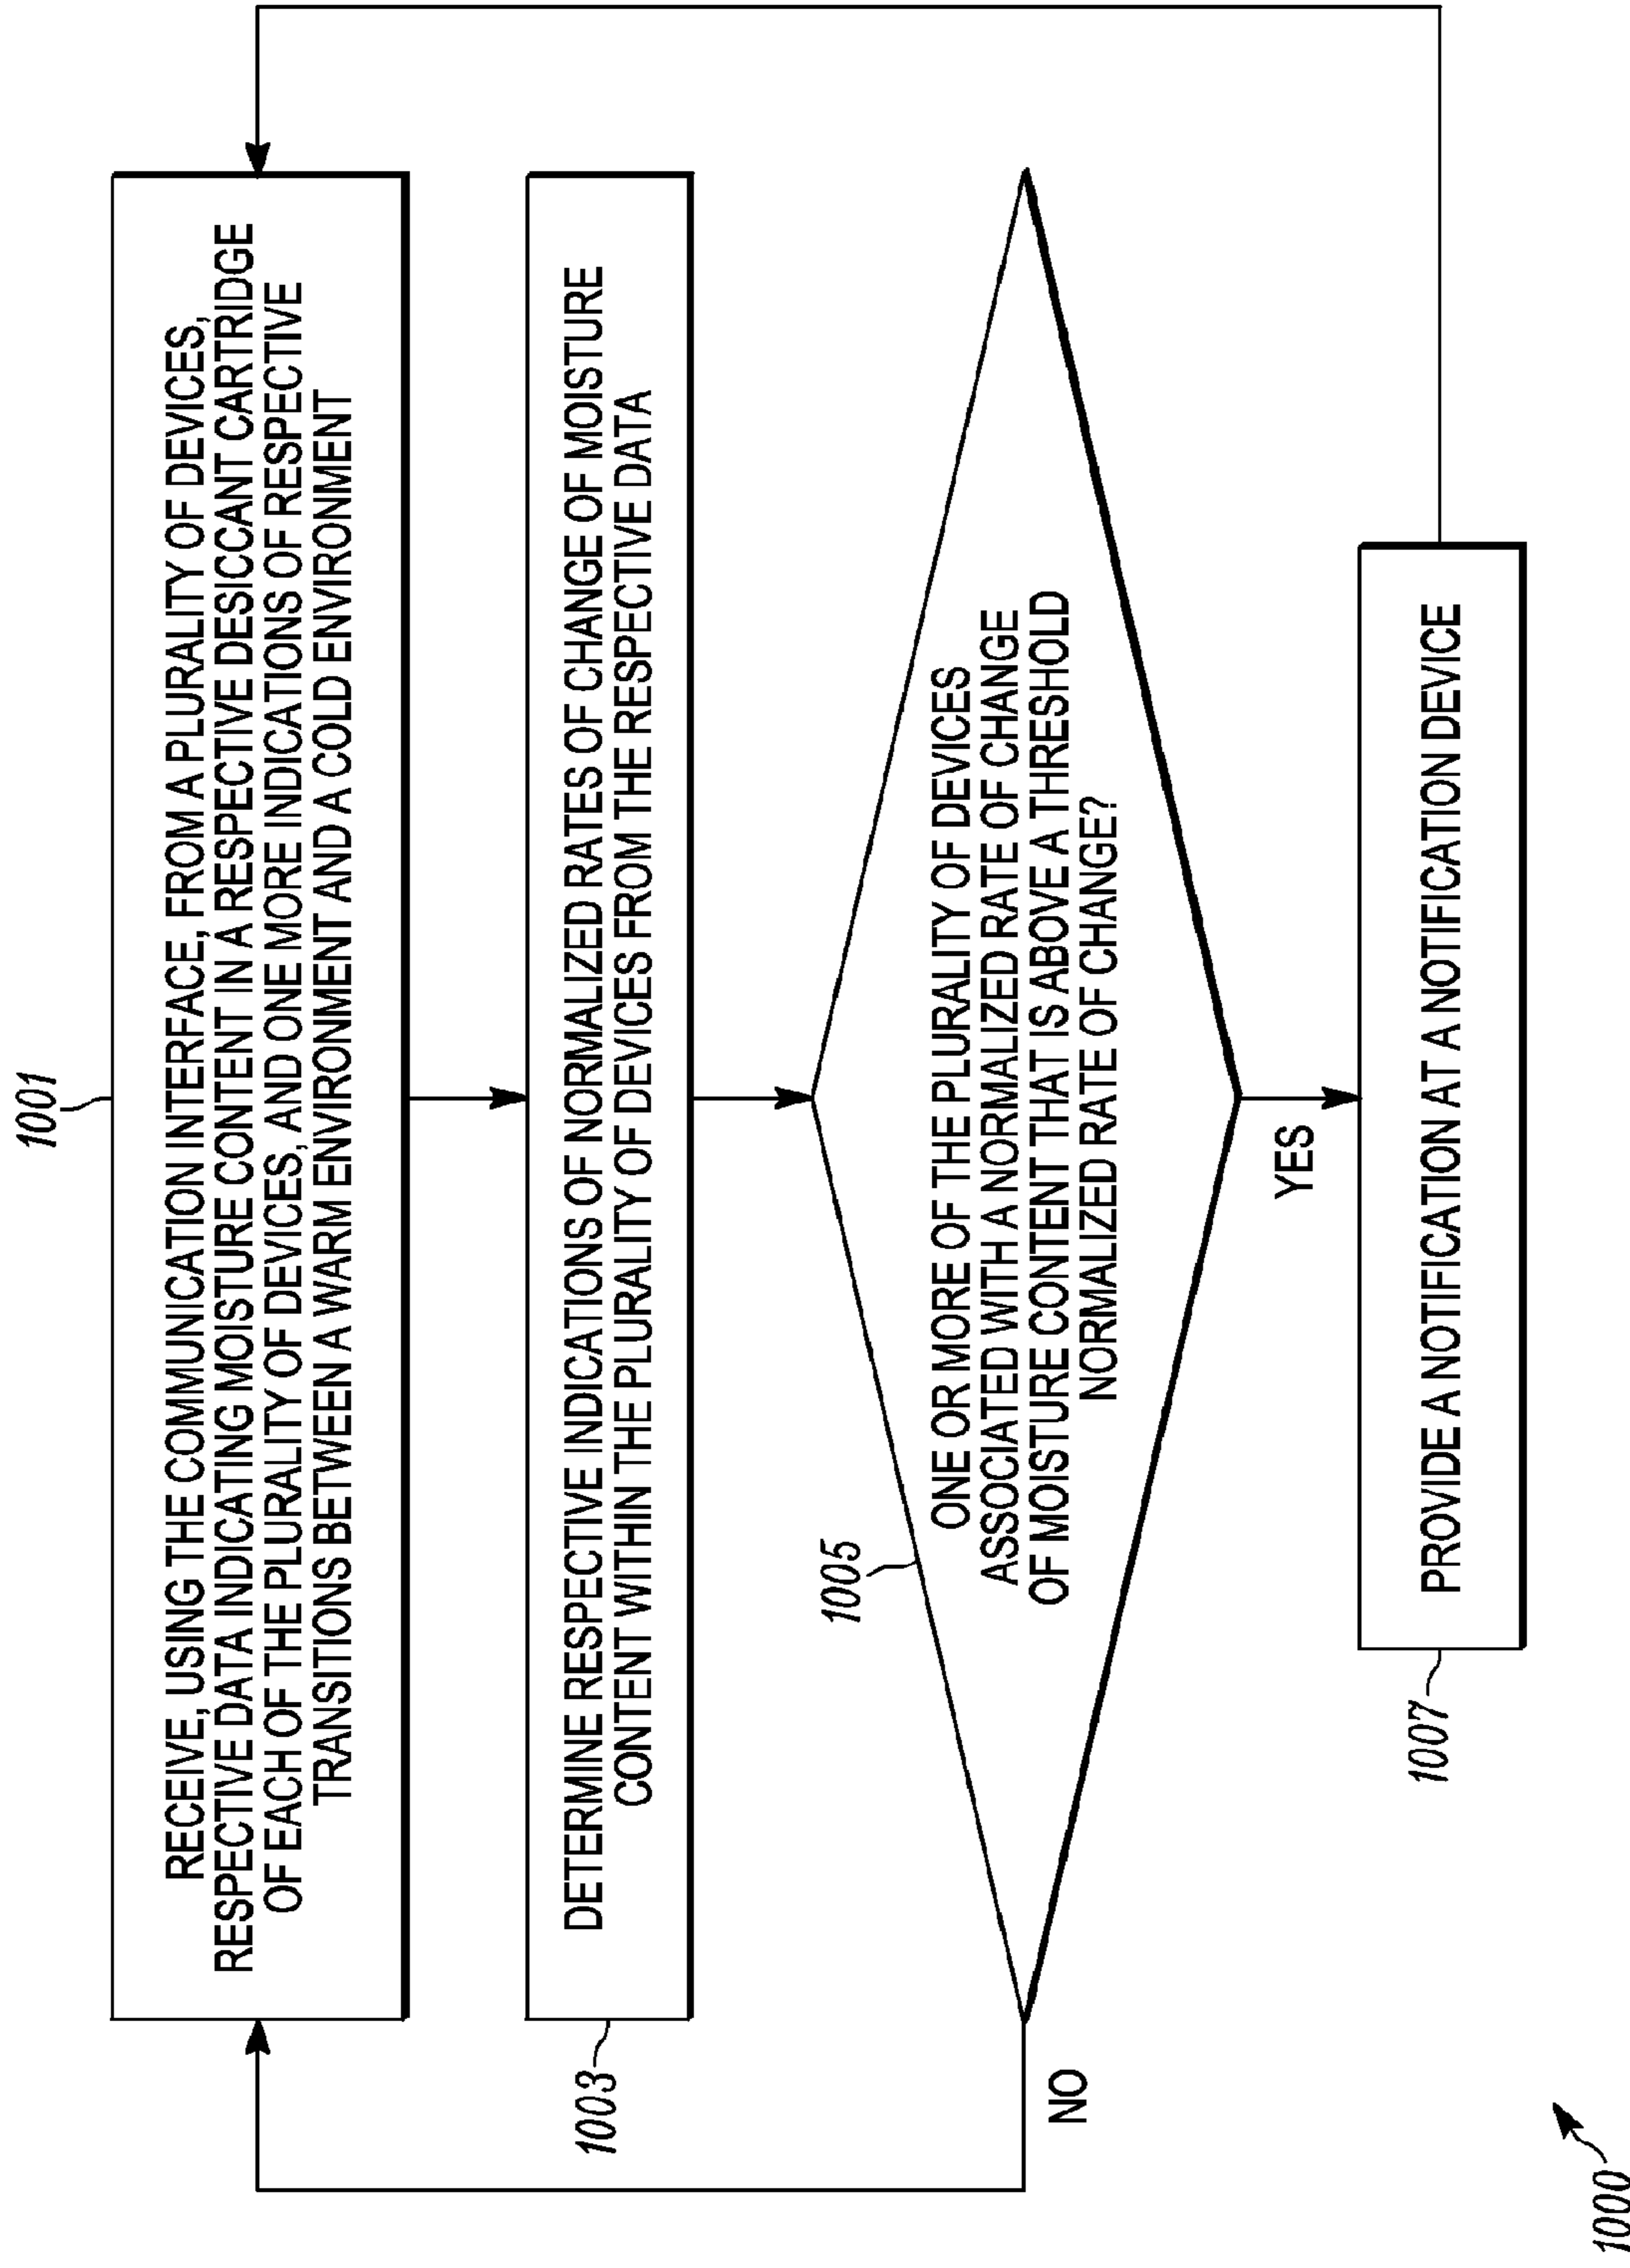 1001
RECEIVE, USING THE COMMUNICATION INTERFACE, FROM A PLURALITY OF DEVICES,
RESPECTIVE DATA INDICATING MOISTURE CONTENT IN A RESPECTIVE DESICCANT CARTRIDGE
OF EACH OF THE PLURALITY OF DEVICES, AND ONE MORE INDICATIONS OF RESPECTIVE
TRANSITIONS BETWEEN A WARM ENVIRONMENT AND A COLD ENVIRONMENT
1003
DETERMINE RESPECTIVE INDICATIONS OF NORMALIZED RATES OF CHANGE OF MOISTURE
CONTENT WITHIN THE PLURALITY OF DEVICES FROM THE RESPECTIVE DATA
1005
ONE OR MORE OF THE PLURALITY OF DEVICES
ASSOCIATED WITH A NORMALIZED RATE OF CHANGE
OF MOISTURE CONTENT THAT IS ABOVE A THRESHOLD
NORMALIZED RATE OF CHANGE?
NO
YES
1007
PROVIDE A NOTIFICATION AT A NOTIFICATION DEVICE
1000